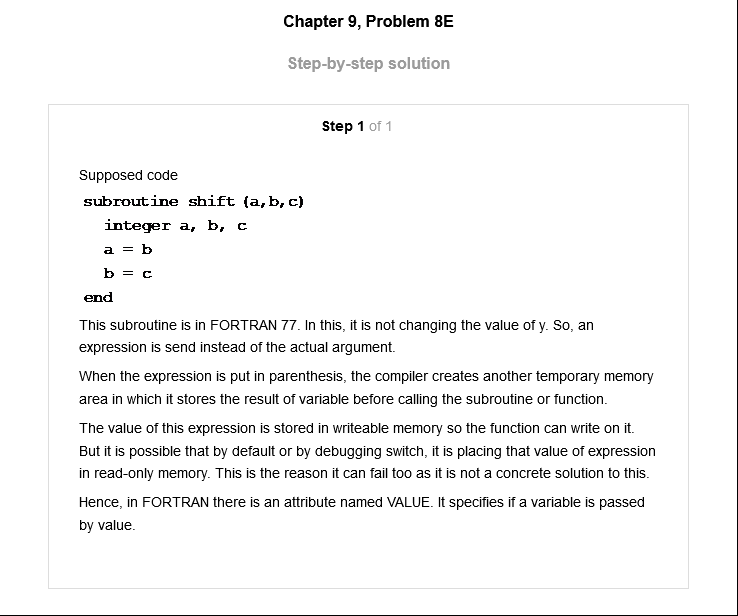 Chapter 9, Problem 8E
Step-by-step solution
Step 1 of 1
Supposed code
subroutine shift (a,b,c)
integer a, b, c
a = b
b = c
end
This subroutine is in FORTRAN 77. In this, it is not changing the value of y. So, an
expression is send instead of the actual argument.
When the expression is put in parenthesis, the compiler creates another temporary memory
area in which it stores the result of variable before calling the subroutine or function.
The value of this expression is stored in writeable memory so the function can write on it.
But it is possible that by default or by debugging switch, it is placing that value of expression
in read-only memory. This is the reason it can fail too as it is not a concrete solution to this.
Hence, in FORTRAN there is an attribute named VALUE. It specifies if a variable is passed
by value.